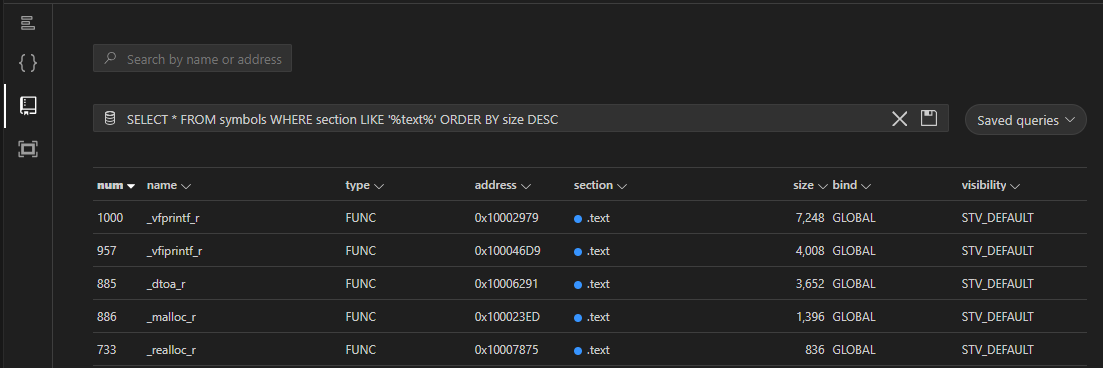 Search by name or address
SELECT * FROM symbols WHERE section LIKE '%text%' ORDER BY size DESC Saved queries
num name type address section size bind visibility
1000 _vfprintf_r FUNC 0x10002979 .text 7,248 GLOBAL STV_DEFAULT
957 _vfiprintf_r FUNC 0x100046D9 .text 4,008 GLOBAL STV_DEFAULT
885 _dtoa_r FUNC 0x10006291 .text 3,652 GLOBAL STV_DEFAULT
886 _malloc_r FUNC 0x100023ED .text 1,396 GLOBAL STV_DEFAULT
733 _realloc_r FUNC 0x10007875 .text 836 GLOBAL STV_DEFAULT